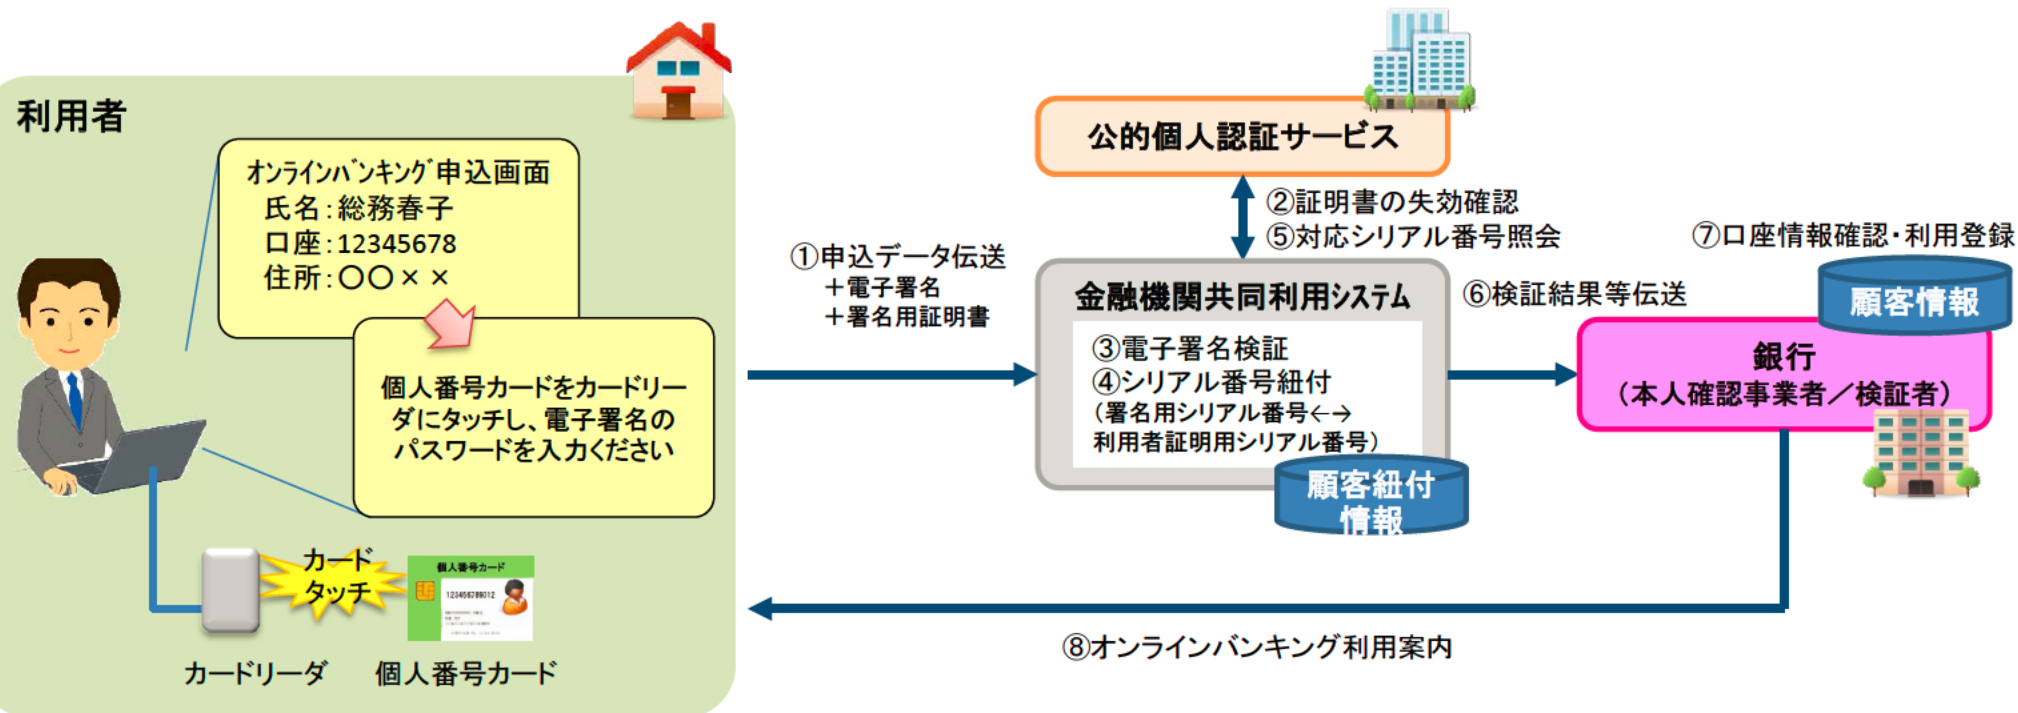 利用者
オンラインバンキング申込画面
氏名：総務春子
口座：12345678
住所：〇〇××
個人番号カードをカードリー
ダにタッチし、電子署名の
パスワードを入力ください
カード
タッチ
個人番号カード
123456789012
カードリーダ
個人番号カード
①申込データ伝送
＋電子署名
＋署名用証明書
公的個人認証サービス
②証明書の失効確認
⑤対応シリアル番号照会
金融機関共同利用システム
③電子署名検証
④シリアル番号紐付
（署名用シリアル番号←→
利用者証明用シリアル番号）
顧客紐付
情報
⑥検証結果等伝送
⑦口座情報確認・利用登録
顧客情報
銀行
（本人確認事業者／検証者）
⑧オンラインバンキング利用案内